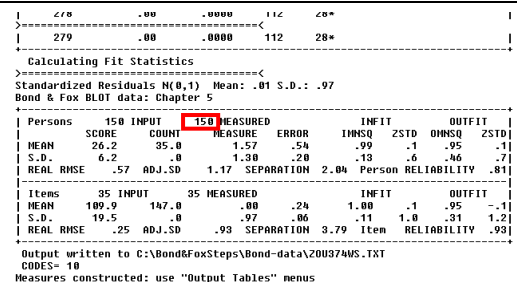 | 278 .00 .0000 112 28* |
>=====================================<
| 279 .00 .0000 112 28* |
+----------------------------------------------------------------------------+
Calculating Fit Statistics
>=====================================<
Standardized Residuals N(0,1) Mean: .01 S.D.: .97
Bond & Fox BLOT data: Chapter 5
+----------------------------------------------------------------------------+
| Persons 150 INPUT 150 MEASURED INFIT OUTFIT |
| SCORE COUNT MEASURE ERROR IMNSQ ZSTD OMNSQ ZSTD|
| MEAN 26.2 35.0 1.57 .54 .99 .1 .95 .1|
| S.D. 6.2 .0 1.30 .20 .13 .6 .46 .7|
| REAL RMSE .57 ADJ.SD 1.17 SEPARATION 2.04 Person RELIABILITY .81|
|----------------------------------------------------------------------------|
| Items 35 INPUT 35 MEASURED INFIT OUTFIT |
| MEAN 109.9 147.0 .00 .24 1.00 .1 .95 -.1|
| S.D. 19.5 .0 .97 .06 .11 1.0 .31 1.2|
| REAL RMSE .25 ADJ.SD .93 SEPARATION 3.79 Item RELIABILITY .93|
+----------------------------------------------------------------------------+
Output written to C:\Bond&FoxSteps\Bond-data\ZOU374WS.TXT
CODES= 10
Measures constructed: use "Output Tables" menus